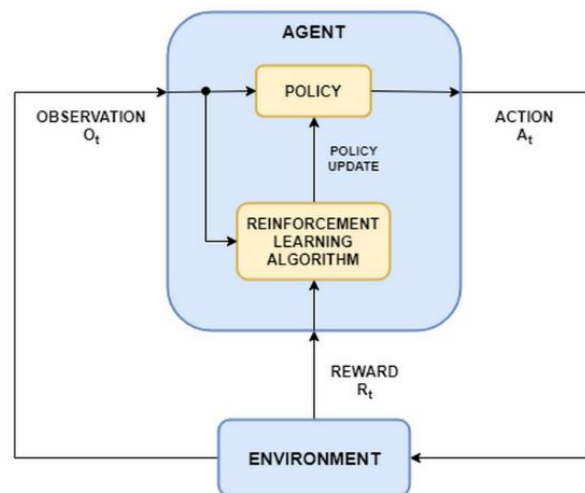 AGENT
OBSERVATION
Oₜ
POLICY
ACTION
Aₜ
POLICY
UPDATE
REINFORCEMENT
LEARNING
ALGORITHM
REWARD
Rₜ
ENVIRONMENT